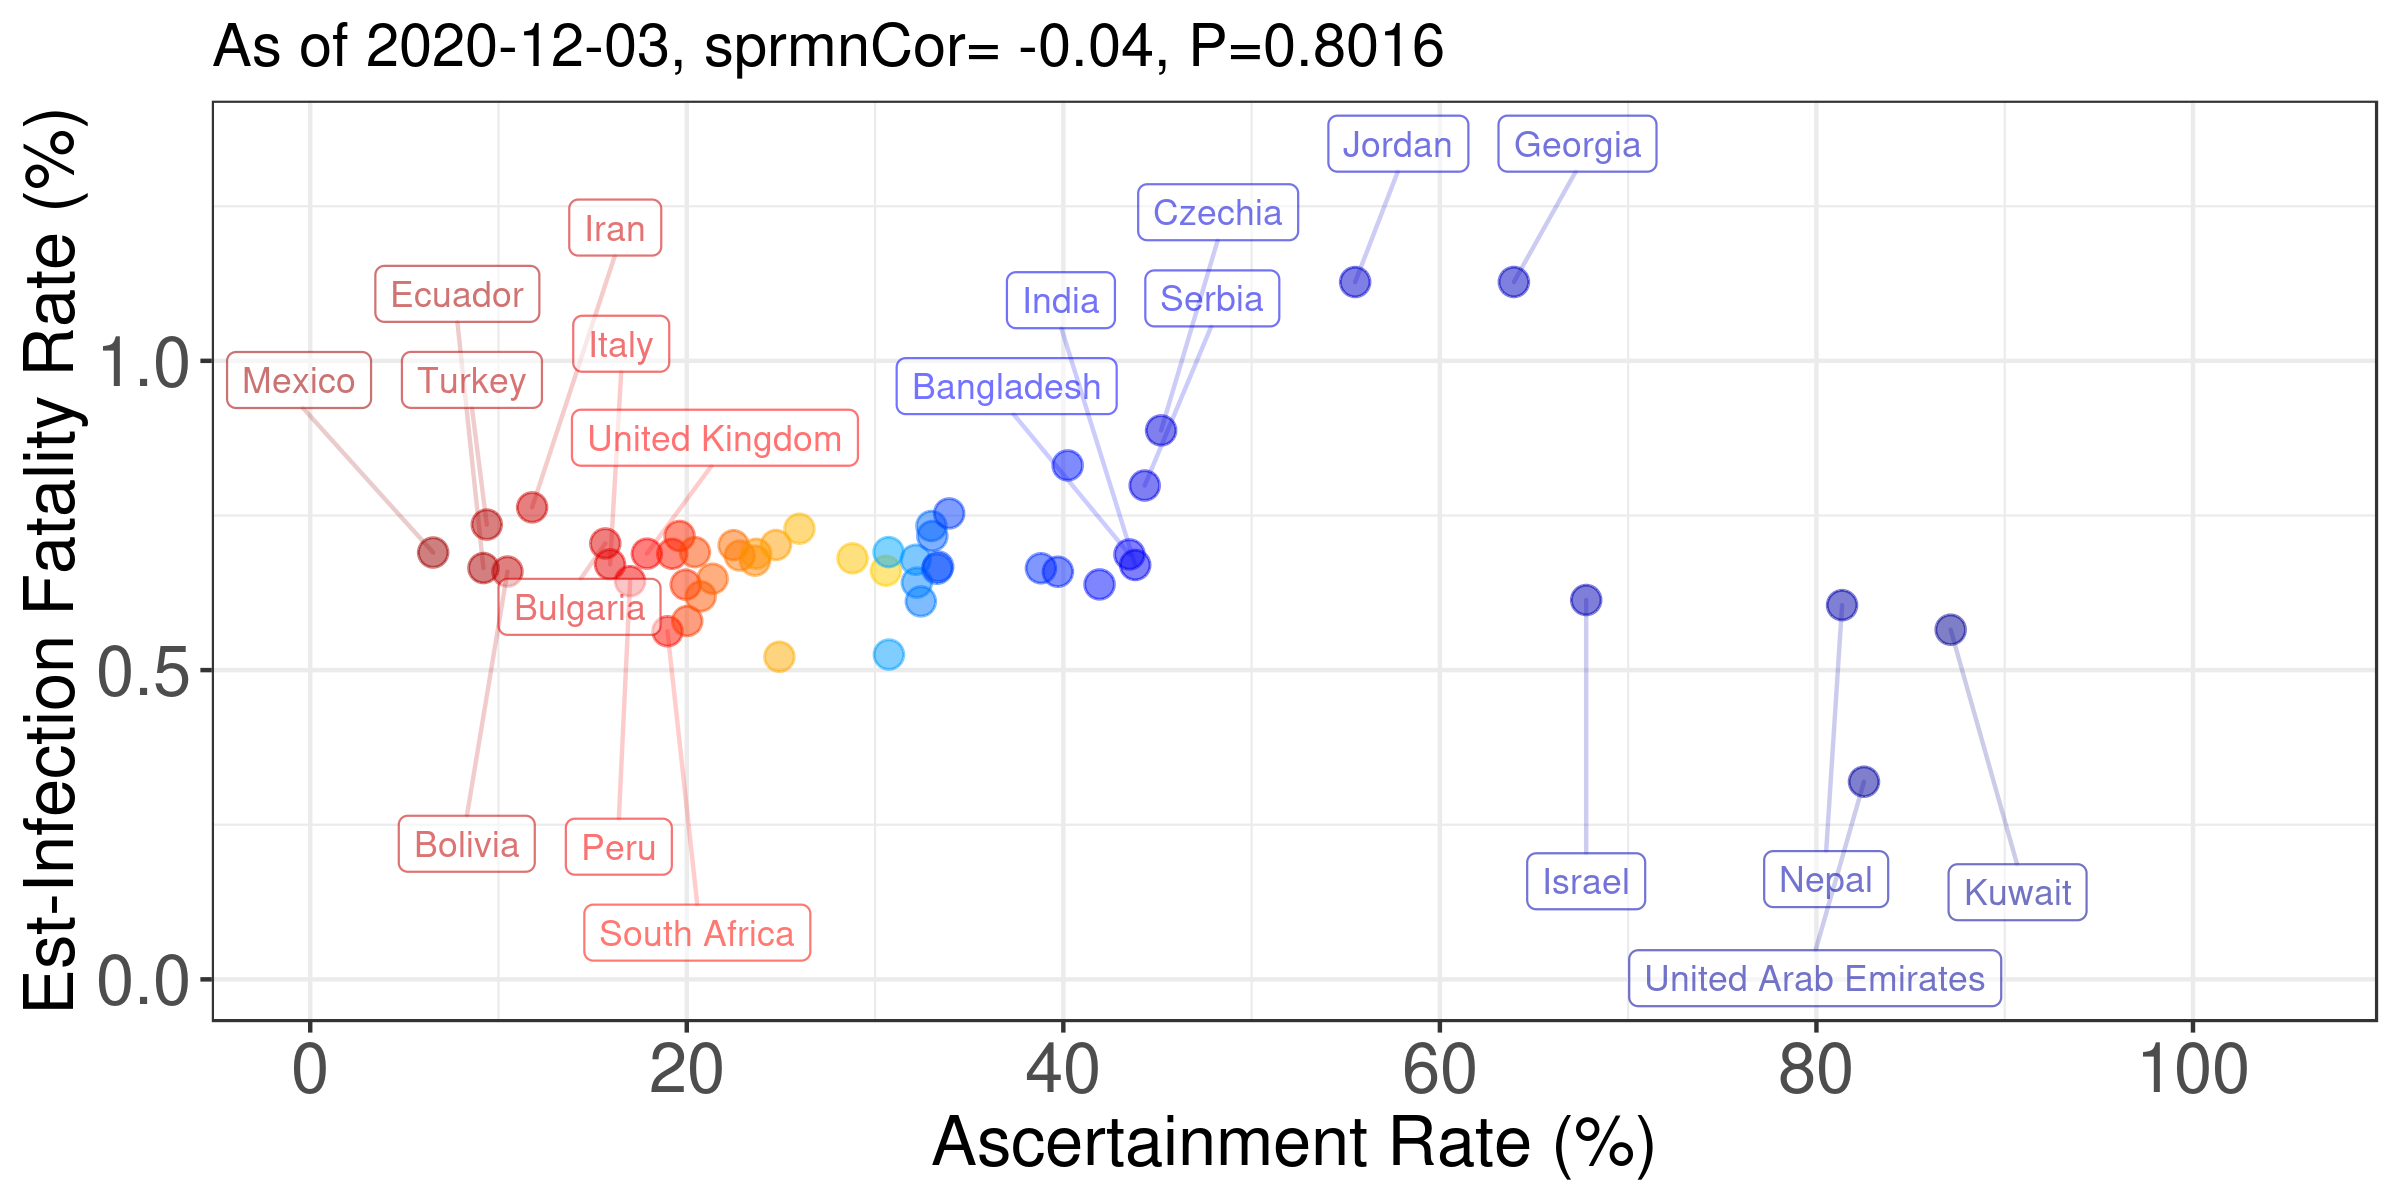 As of 2020-12-03, sprmnCor= -0.04, P=0.8016
Est-Infection Fatality Rate (%)
1.0
0.5
0.0
Jordan
Georgia
Czechia
Iran
Ecuador
India
Serbia
Italy
Mexico
Turkey
Bangladesh
United Kingdom
Bulgaria
Bolivia
Peru
Israel
Nepal
Kuwait
South Africa
United Arab Emirates
0
20
40
60
80
100
Ascertainment Rate (%)